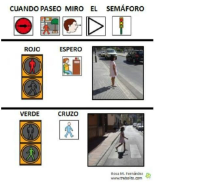 CUANDO PASEO MIRO EL SEMÁFORO
ROJO ESPERO
VERDE CRUZO